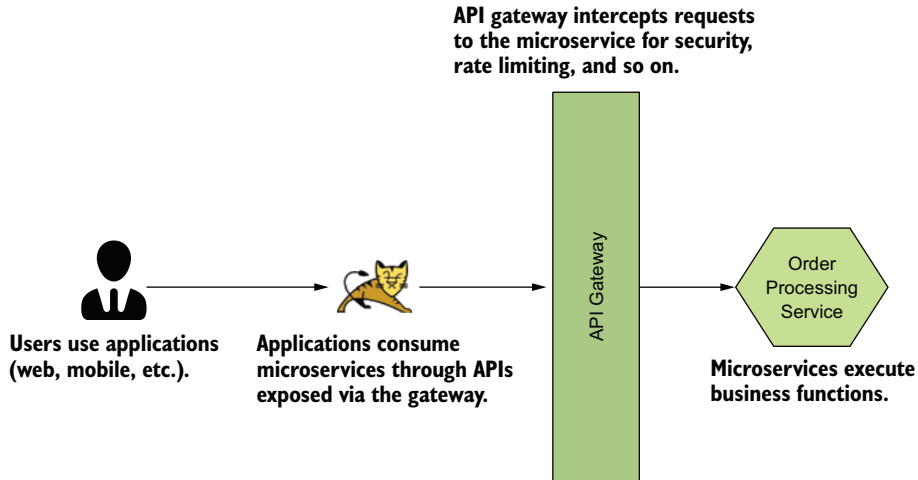 API gateway intercepts requests
to the microservice for security,
rate limiting, and so on.
API Gateway
Order
Processing
Service
Users use applications
(web, mobile, etc.).
Applications consume
microservices through APIs
exposed via the gateway.
Microservices execute
business functions.